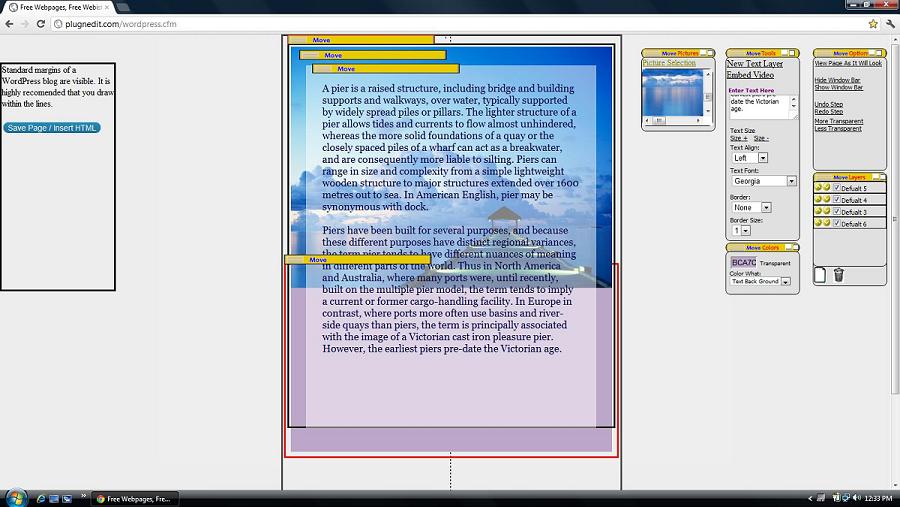 Free Webpages, Free Webist
plugnedit.com/wordpress.cfm
Standard margins of a
WordPress blog are visible. It is
highly recomended that you draw
within the lines.
Save Page / Insert HTML
Move
Move
Move
A pier is a raised structure, including bridge and building
supports and walkways, over water, typically supported
by widely spread piles or pillars. The lighter structure of a
pier allows tides and currents to flow almost unhindered,
whereas the more solid foundations of a quay or the
closely spaced piles of a wharf can act as a breakwater,
and are consequently more liable to silting. Piers can
range in size and complexity from a simple lightweight
wooden structure to major structures extended over 1600
metres out to sea. In American English, pier may be
synonymous with dock.
Piers have been built for several purposes, and because
these different purposes have distinct regional variances,
the term pier tends to have different nuances of meaning
Move
in different parts of the world. Thus in North America
and Australia, where many ports were, until recently,
built on the multiple pier model, the term tends to imply
a current or former cargo-handling facility. In Europe in
contrast, where ports more often use basins and river-
side quays than piers, the term is principally associated
with the image of a Victorian cast iron pleasure pier.
However, the earliest piers pre-date the Victorian age.
Move Pictures
Picture Selection
Move Tools
New Text Layer
Embed Video
Enter Text Here
date the Victorian
age.
Text Size
Size + Size -
Text Align:
Left
Text Font:
Georgia
Border:
None
Border Size:
1
Move Colors
BCA7C Transparent
Color What:
Text Back Ground
Move Options
View Page As It Will Look
Hide Window Bar
Show Window Bar
Undo Step
Redo Step
More Transparent
Less Transparent
Move Layers
Defualt 5
Defualt 4
Defualt 3
Defualt 6
Free Webpages, Fre...
12:33 PM